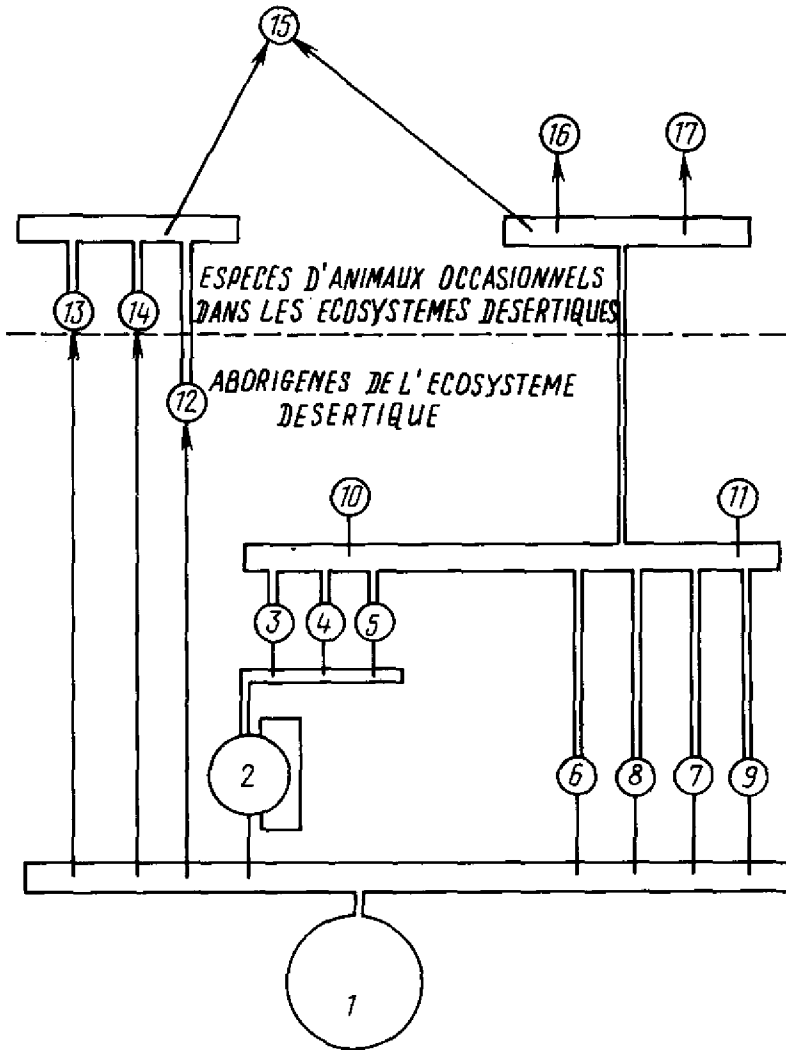 15
16 17
ESPECES D'ANIMAUX OCCASIONNELS
DANS LES ECOSYSTEMES DESERTIQUES
13 14
ABORIGENES DE L'ECOSYSTEME
DESERTIQUE
12
10 11
3 4 5
2
6 8 7 9
1